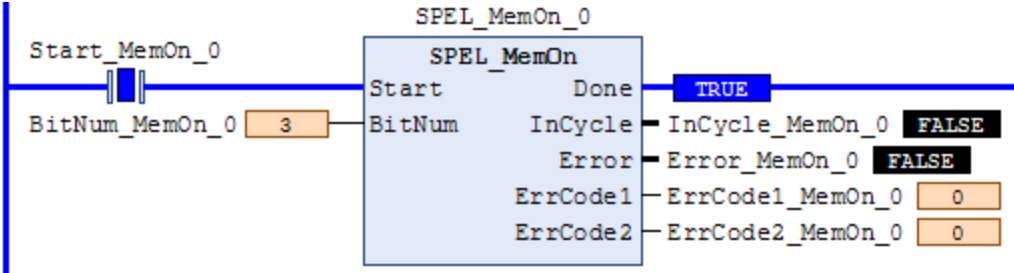 SPEL_MemOn_0
Start_MemOn_0
SPEL_MemOn
Start Done TRUE
BitNum_MemOn_0 3 BitNum InCycle InCycle_MemOn_0 FALSE
Error Error_MemOn_0 FALSE
ErrCode1 ErrCode1_MemOn_0 0
ErrCode2 ErrCode2_MemOn_0 0